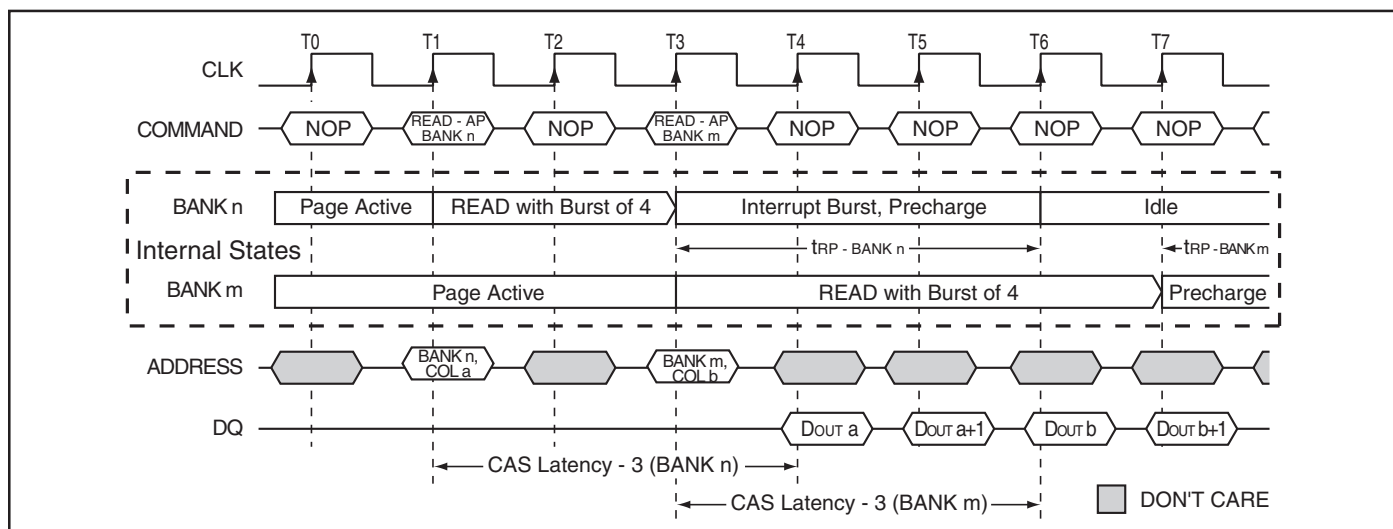 T0 T1 T2 T3 T4 T5 T6 T7
CLK
COMMAND NOP READ - AP BANK n NOP READ - AP BANK m NOP NOP NOP NOP
BANK n Page Active READ with Burst of 4 Interrupt Burst, Precharge Idle
Internal States tRP - BANK n tRP - BANK m
BANK m Page Active READ with Burst of 4 Precharge
ADDRESS BANK n, COL a BANK m, COL b
DQ DOUT a DOUT a+1 DOUT b DOUT b+1
CAS Latency - 3 (BANK n)
CAS Latency - 3 (BANK m) DON'T CARE